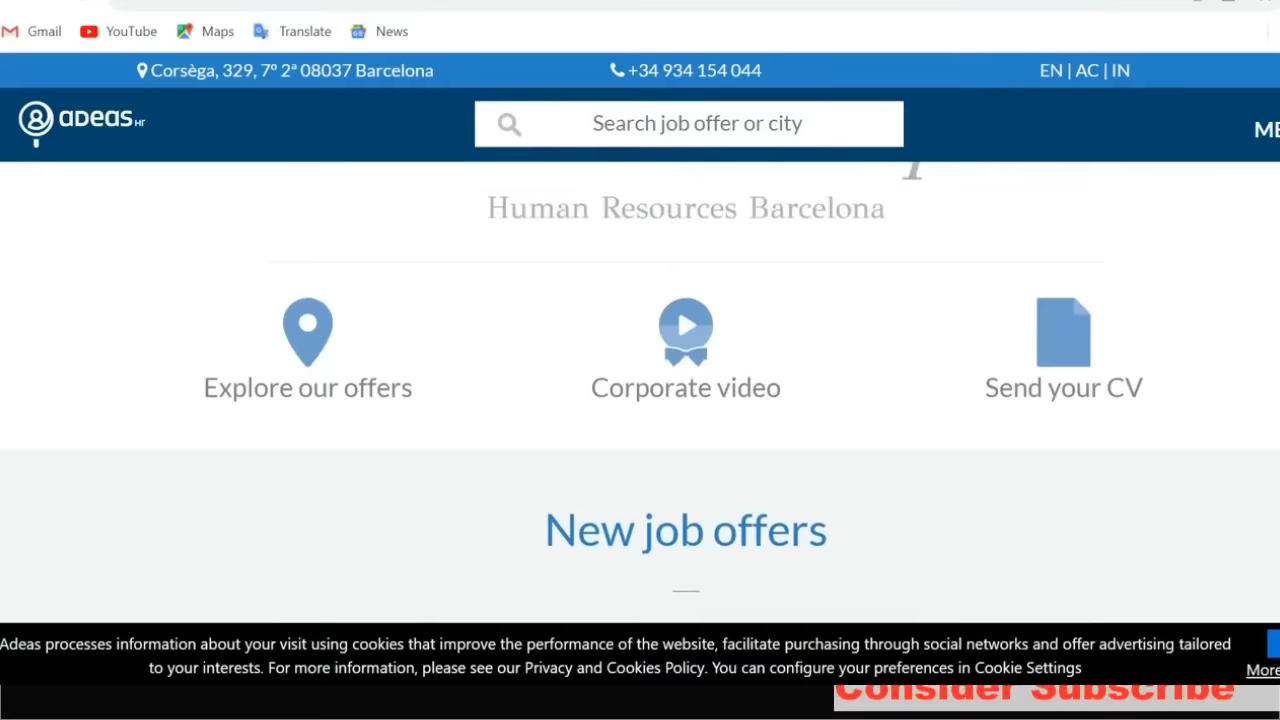 Gmail YouTube Maps Translate News
Corsèga, 329, 7º 2ª 08037 Barcelona +34 934 154 044 EN | AC | IN
aDeas HR Search job offer or city
Human Resources Barcelona
Explore our offers Corporate video Send your CV
New job offers
Adeas processes information about your visit using cookies that improve the performance of the website, facilitate purchasing through social networks and offer advertising tailored
to your interests. For more information, please see our Privacy and Cookies Policy. You can configure your preferences in Cookie Settings
More
Consider Subscribe